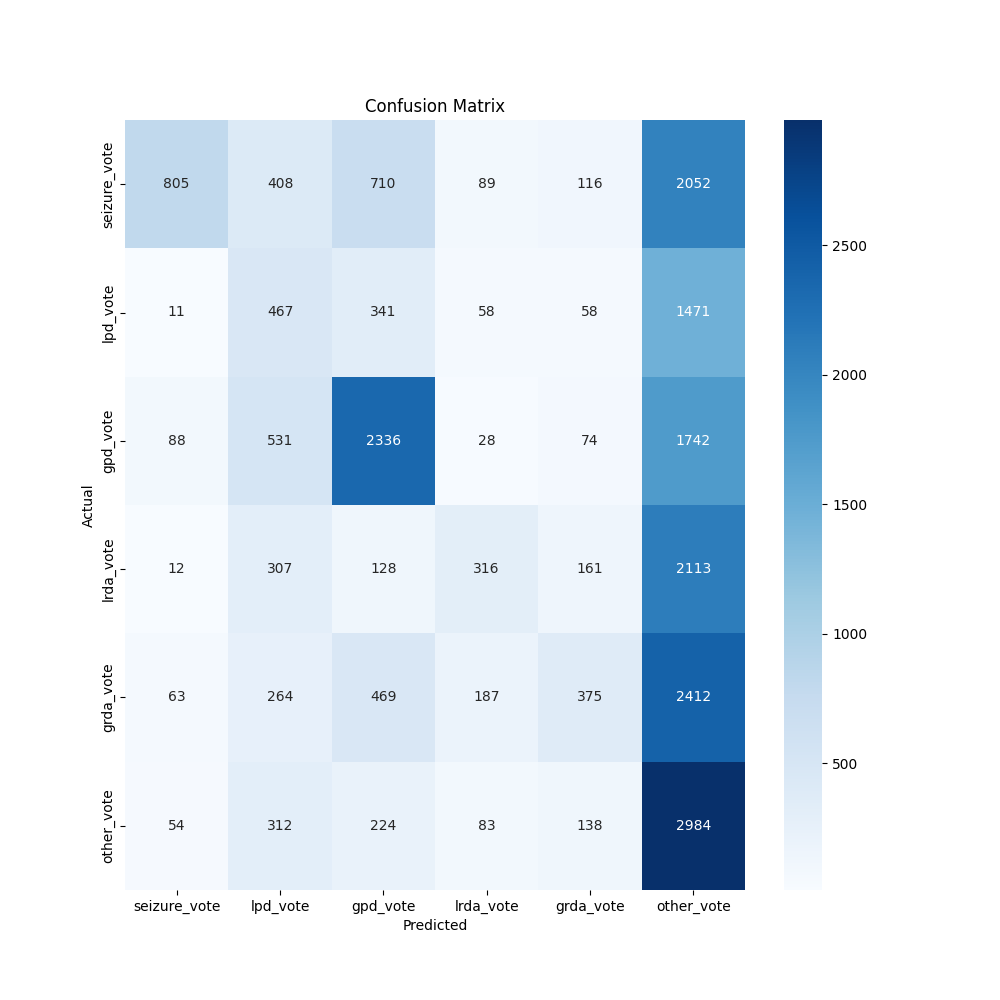 Confusion Matrix
seizure_vote 805 408 710 89 116 2052
lpd_vote 11 467 341 58 58 1471
gpd_vote 88 531 2336 28 74 1742
lrda_vote 12 307 128 316 161 2113
grda_vote 63 264 469 187 375 2412
other_vote 54 312 224 83 138 2984
Actual
seizure_vote lpd_vote gpd_vote lrda_vote grda_vote other_vote
Predicted
2500
2000
1500
1000
500